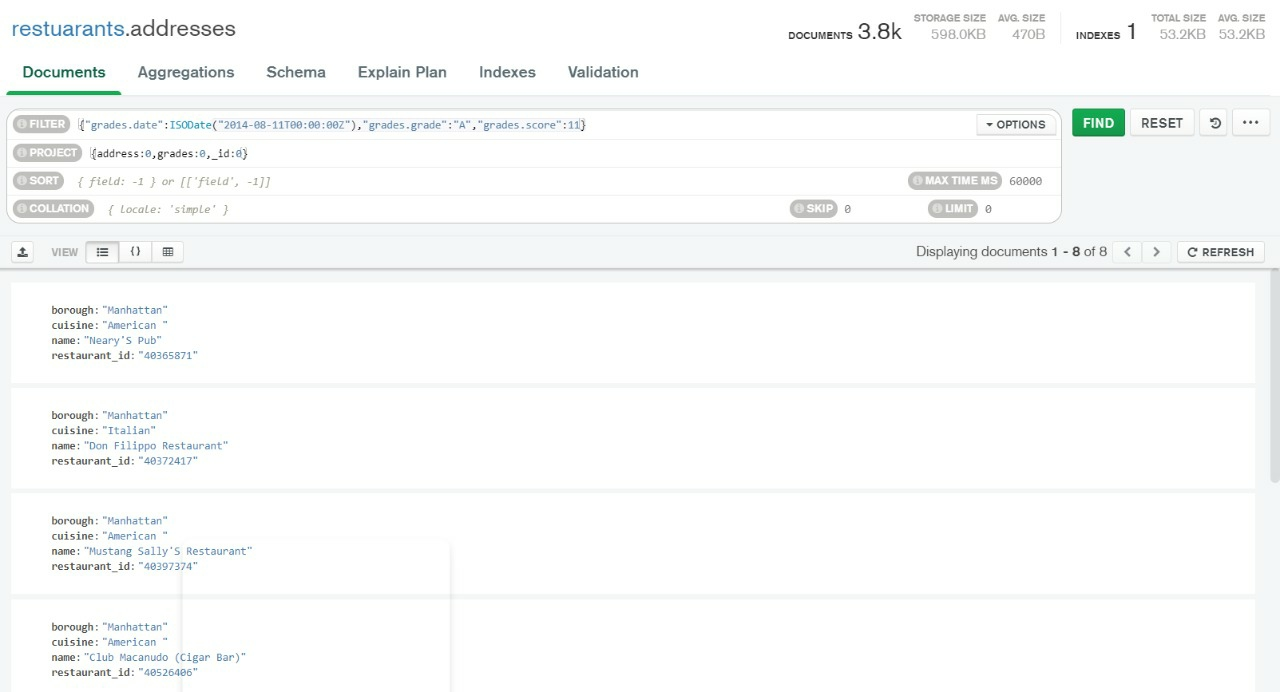 restuarants.addresses
DOCUMENTS 3.8k STORAGE SIZE 598.0KB AVG. SIZE 470B INDEXES 1 TOTAL SIZE 53.2KB AVG. SIZE 53.2KB
Documents Aggregations Schema Explain Plan Indexes Validation
FILTER {"grades.date":ISODate("2014-08-11T00:00:00Z"),"grades.grade":"A","grades.score":11} OPTIONS FIND RESET
PROJECT {address:0,grades:0,_id:0}
SORT { field: -1 } or [['field', -1]] MAX TIME MS 60000
COLLATION { locale: 'simple' } SKIP 0 LIMIT 0
VIEW {} Displaying documents 1 - 8 of 8 < > REFRESH
borough: "Manhattan"
cuisine: "American "
name: "Neary'S Pub"
restaurant_id: "40365871"
borough: "Manhattan"
cuisine: "Italian"
name: "Don Filippo Restaurant"
restaurant_id: "40372417"
borough: "Manhattan"
cuisine: "American "
name: "Mustang Sally'S Restaurant"
restaurant_id: "40397374"
borough: "Manhattan"
cuisine: "American "
name: "Club Macanudo (Cigar Bar)"
restaurant_id: "40526406"